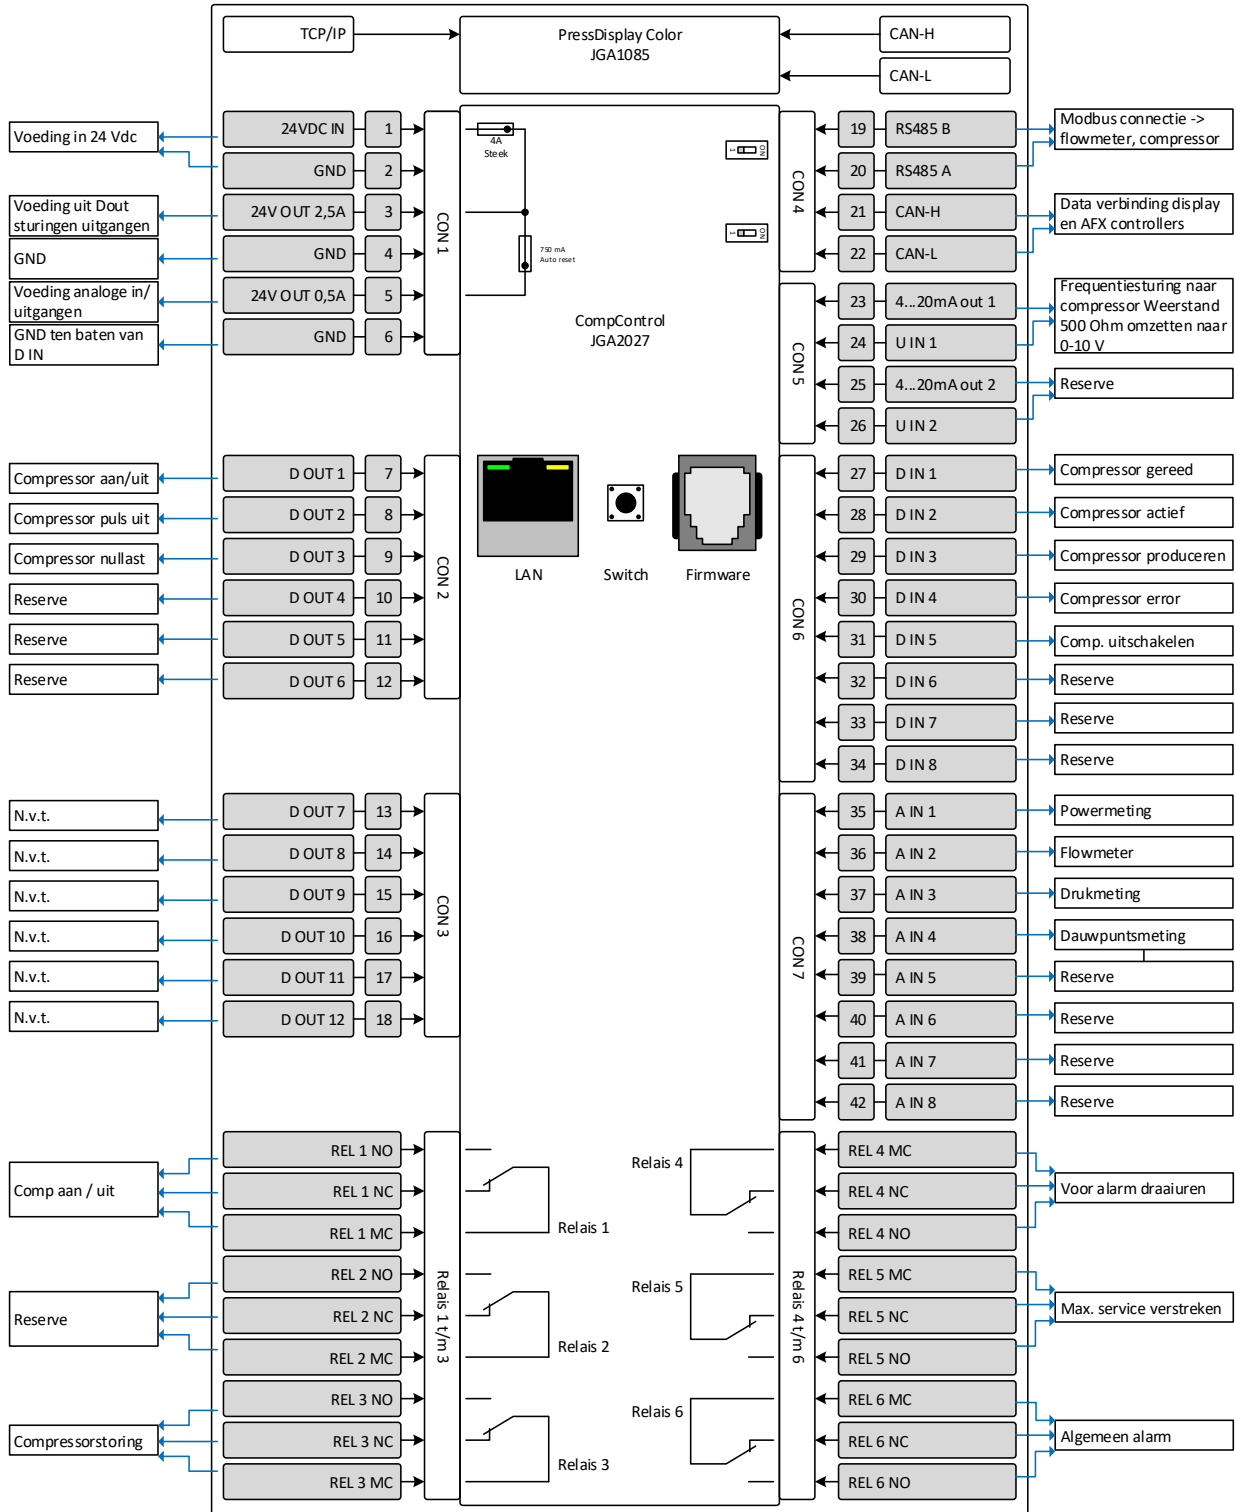 TCP/IP
PressDisplay Color
JGA1085
CAN-H
CAN-L
Voeding in 24 Vdc
24VDC IN 1
GND 2
Voeding uit Dout
sturingen uitgangen
24V OUT 2,5A 3
GND
GND 4
Voeding analoge in/
uitgangen
24V OUT 0,5A 5
GND ten baten van
D IN
GND 6
CON 1
4A
Steek
750 mA
Auto reset
ON
1
ON
1
CompControl
JGA2027
CON 4
19 RS485 B
20 RS485 A
Modbus connectie ->
flowmeter, compressor
21 CAN-H
22 CAN-L
Data verbinding display
en AFX controllers
CON 5
23 4...20mA out 1
24 U IN 1
Frequentiesturing naar
compressor Weerstand
500 Ohm omzetten naar
0-10 V
25 4...20mA out 2
26 U IN 2
Reserve
Compressor aan/uit
D OUT 1 7
Compressor puls uit
D OUT 2 8
Compressor nullast
D OUT 3 9
Reserve
D OUT 4 10
Reserve
D OUT 5 11
Reserve
D OUT 6 12
CON 2
LAN
Switch
Firmware
CON 6
27 D IN 1
Compressor gereed
28 D IN 2
Compressor actief
29 D IN 3
Compressor produceren
30 D IN 4
Compressor error
31 D IN 5
Comp. uitschakelen
32 D IN 6
Reserve
33 D IN 7
Reserve
34 D IN 8
Reserve
N.v.t.
D OUT 7 13
N.v.t.
D OUT 8 14
N.v.t.
D OUT 9 15
N.v.t.
D OUT 10 16
N.v.t.
D OUT 11 17
N.v.t.
D OUT 12 18
CON 3
CON 7
35 A IN 1
Powermeting
36 A IN 2
Flowmeter
37 A IN 3
Drukmeting
38 A IN 4
Dauwpuntsmeting
39 A IN 5
Reserve
40 A IN 6
Reserve
41 A IN 7
Reserve
42 A IN 8
Reserve
Comp aan / uit
REL 1 NO
REL 1 NC
REL 1 MC
Reserve
REL 2 NO
REL 2 NC
REL 2 MC
Compressorstoring
REL 3 NO
REL 3 NC
REL 3 MC
Relais 1 t/m 3
Relais 1
Relais 2
Relais 3
Relais 4
Relais 5
Relais 6
Relais 4 t/m 6
REL 4 MC
REL 4 NC
REL 4 NO
Voor alarm draaiuren
REL 5 MC
REL 5 NC
REL 5 NO
Max. service verstreken
REL 6 MC
REL 6 NC
REL 6 NO
Algemeen alarm